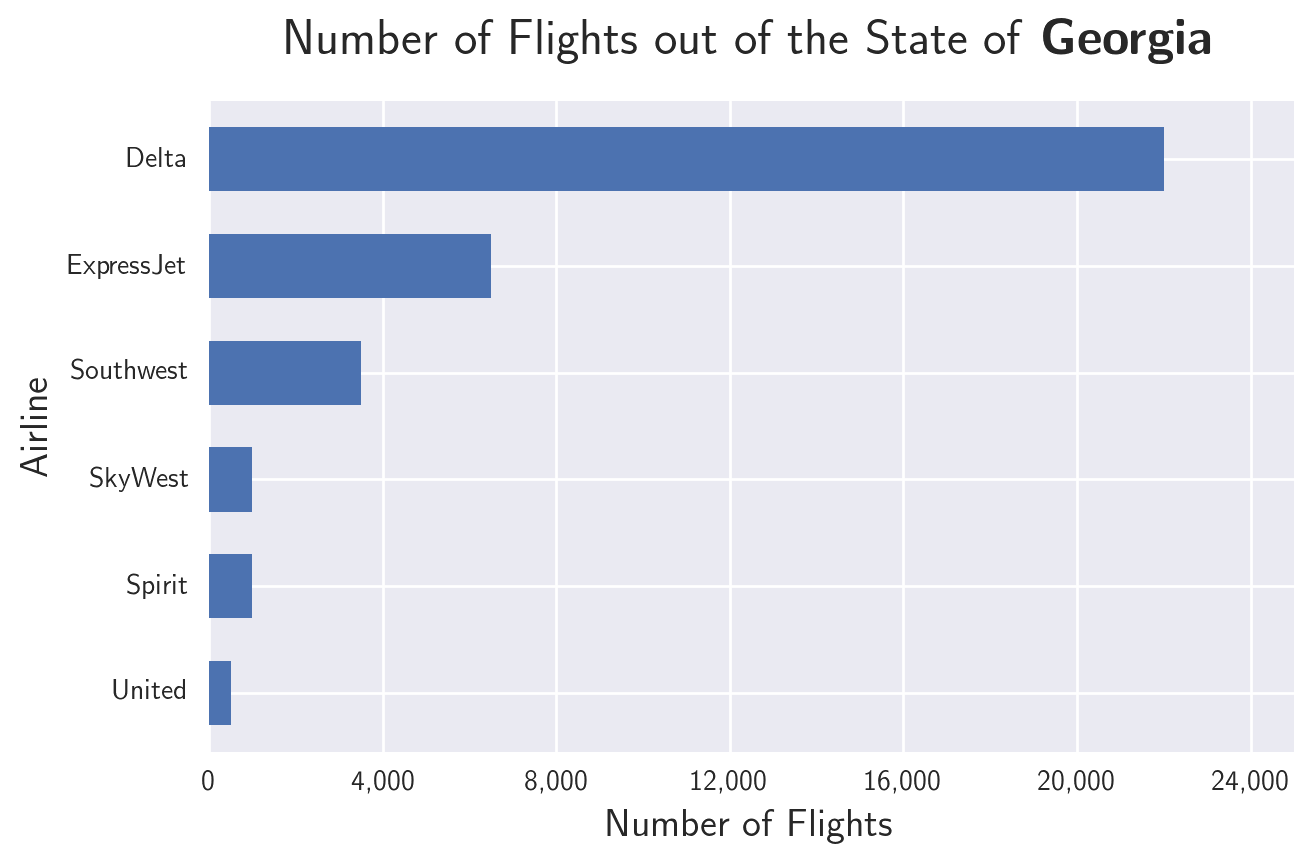 Number of Flights out of the State of Georgia
Delta
ExpressJet
Southwest
SkyWest
Spirit
United
Airline
0 4,000 8,000 12,000 16,000 20,000 24,000
Number of Flights